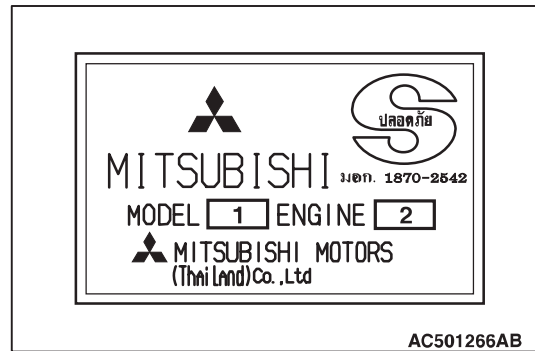 ปลอดภัย
MITSUBISHI มอก. 1870-2542
MODEL 1 ENGINE 2
MITSUBISHI MOTORS
(Thailand)Co.,Ltd
AC501266AB